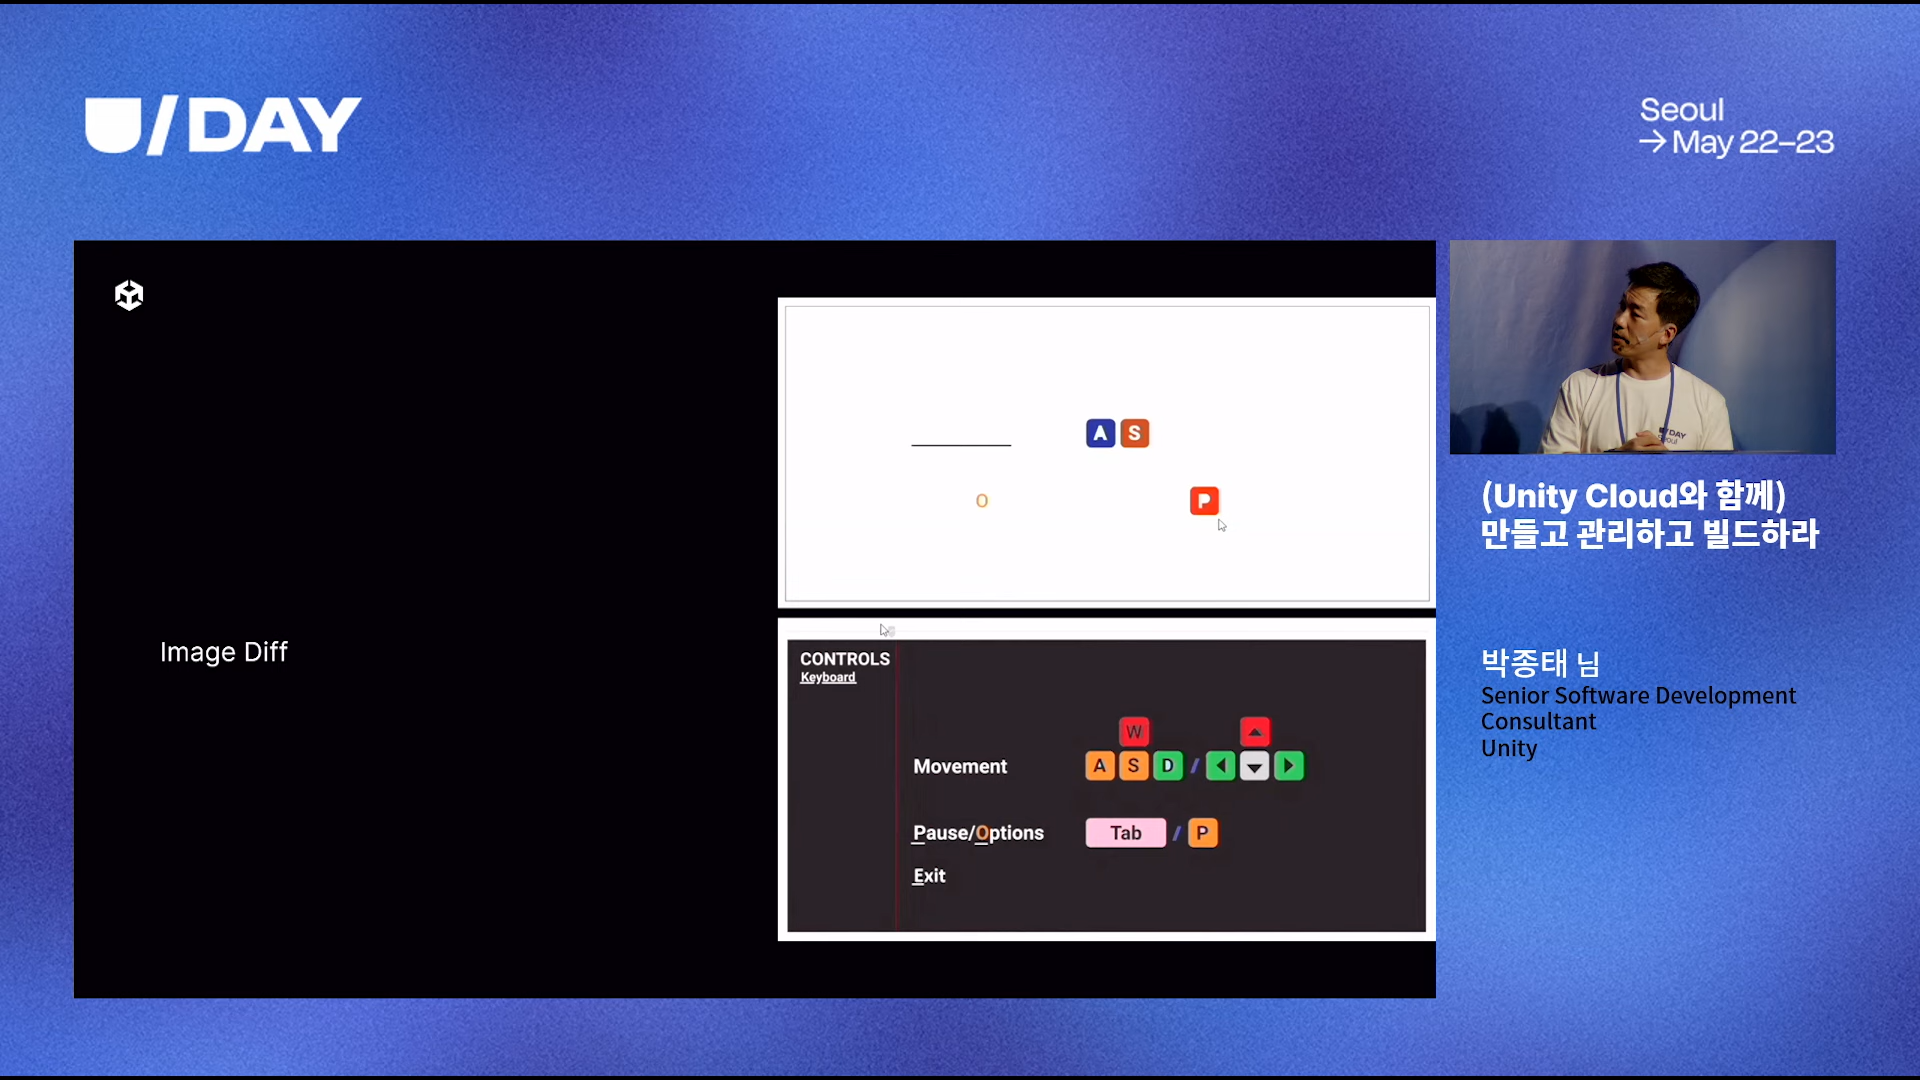 U/DAY
Seoul
→ May 22–23
A S
O P
Image Diff
CONTROLS
Keyboard
W
Movement A S D /
Pause/Options Tab / P
Exit
U/DAY
Seoul
(Unity Cloud와 함께)
만들고 관리하고 빌드하라
박종태 님
Senior Software Development
Consultant
Unity